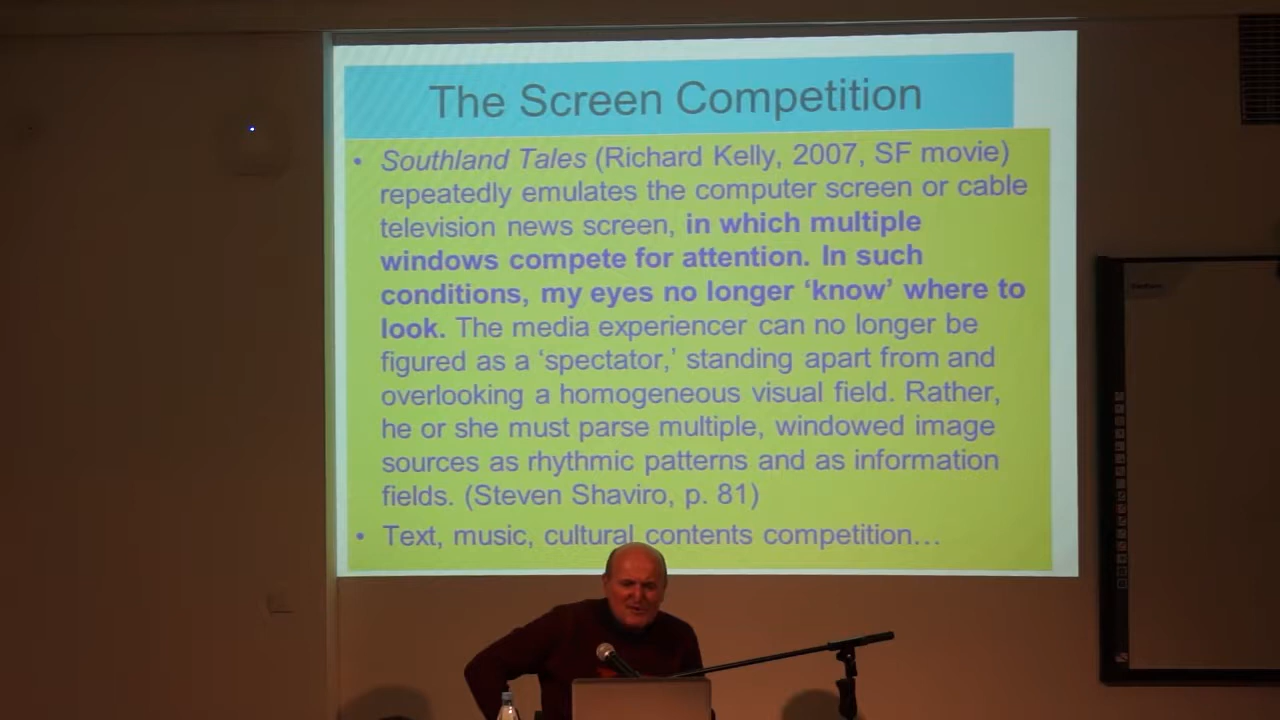 The Screen Competition
• Southland Tales (Richard Kelly, 2007, SF movie)
repeatedly emulates the computer screen or cable
television news screen, in which multiple
windows compete for attention. In such
conditions, my eyes no longer ‘know’ where to
look. The media experiencer can no longer be
figured as a ‘spectator,’ standing apart from and
overlooking a homogeneous visual field. Rather,
he or she must parse multiple, windowed image
sources as rhythmic patterns and as information
fields. (Steven Shaviro, p. 81)
• Text, music, cultural contents competition…